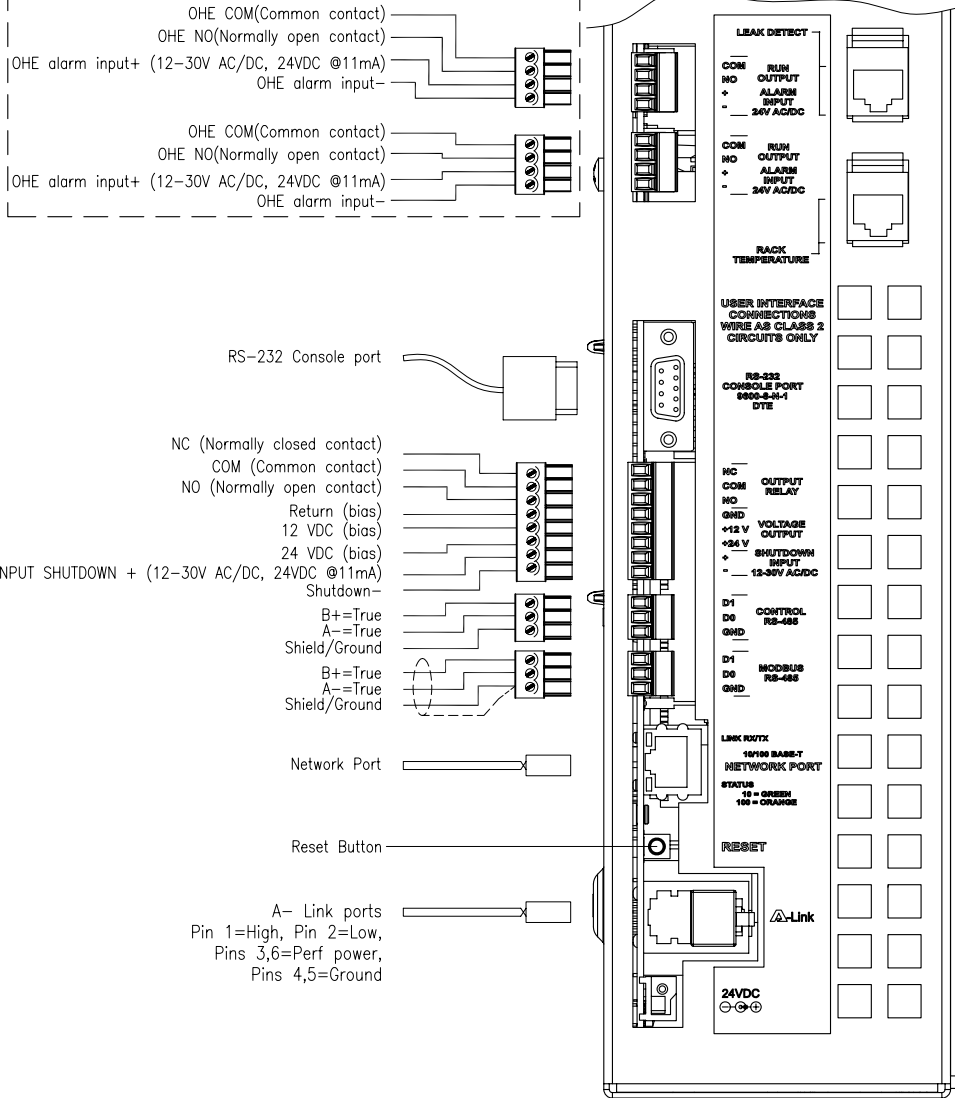 OHE COM(Common contact)
OHE NO(Normally open contact)
OHE alarm input+ (12-30V AC/DC, 24VDC @11mA)
OHE alarm input-
OHE COM(Common contact)
OHE NO(Normally open contact)
OHE alarm input+ (12-30V AC/DC, 24VDC @11mA)
OHE alarm input-
RS-232 Console port
NC (Normally closed contact)
COM (Common contact)
NO (Normally open contact)
Return (bias)
12 VDC (bias)
24 VDC (bias)
NPUT SHUTDOWN + (12-30V AC/DC, 24VDC @11mA)
Shutdown-
B+=True
A-=True
Shield/Ground
B+=True
A-=True
Shield/Ground
Network Port
Reset Button
A- Link ports
Pin 1=High, Pin 2=Low,
Pins 3,6=Perf power,
Pins 4,5=Ground
LEAK DETECT
COM
NO
+
-
RUN
OUTPUT
ALARM
INPUT
24V AC/DC
COM
NO
+
-
RUN
OUTPUT
ALARM
INPUT
24V AC/DC
RACK
TEMPERATURE
USER INTERFACE
CONNECTIONS
WIRE AS CLASS 2
CIRCUITS ONLY
RS-232
CONSOLE PORT
9600-8-N-1
DTE
NC
COM
NO
OUTPUT
RELAY
GND
+12 V
+24 V
VOLTAGE
OUTPUT
+
-
SHUTDOWN
INPUT
12-30V AC/DC
D1
D0
GND
CONTROL
RS-485
D1
D0
GND
MODBUS
RS-485
LINK RX/TX
10/100 BASE-T
NETWORK PORT
STATUS
10 = GREEN
100 = ORANGE
RESET
A-Link
24VDC